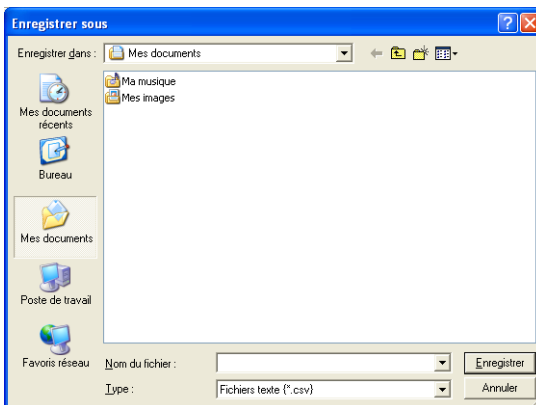 Enregistrer sous
Enregistrer dans : Mes documents
Ma musique
Mes images
Mes documents
récents
Bureau
Mes documents
Poste de travail
Favoris réseau
Nom du fichier : Enregistrer
Type : Fichiers texte {*.csv} Annuler